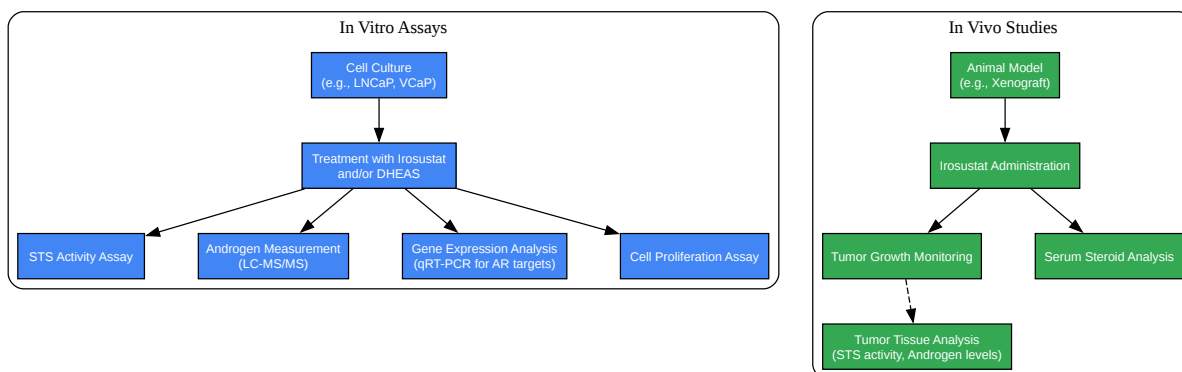 In Vitro Assays
Cell Culture
(e.g., LNCaP, VCaP)
Treatment with Irosustat
and/or DHEAS
STS Activity Assay
Androgen Measurement
(LC-MS/MS)
Gene Expression Analysis
(qRT-PCR for AR targets)
Cell Proliferation Assay
In Vivo Studies
Animal Model
(e.g., Xenograft)
Irosustat Administration
Tumor Growth Monitoring
Serum Steroid Analysis
Tumor Tissue Analysis
(STS activity, Androgen levels)